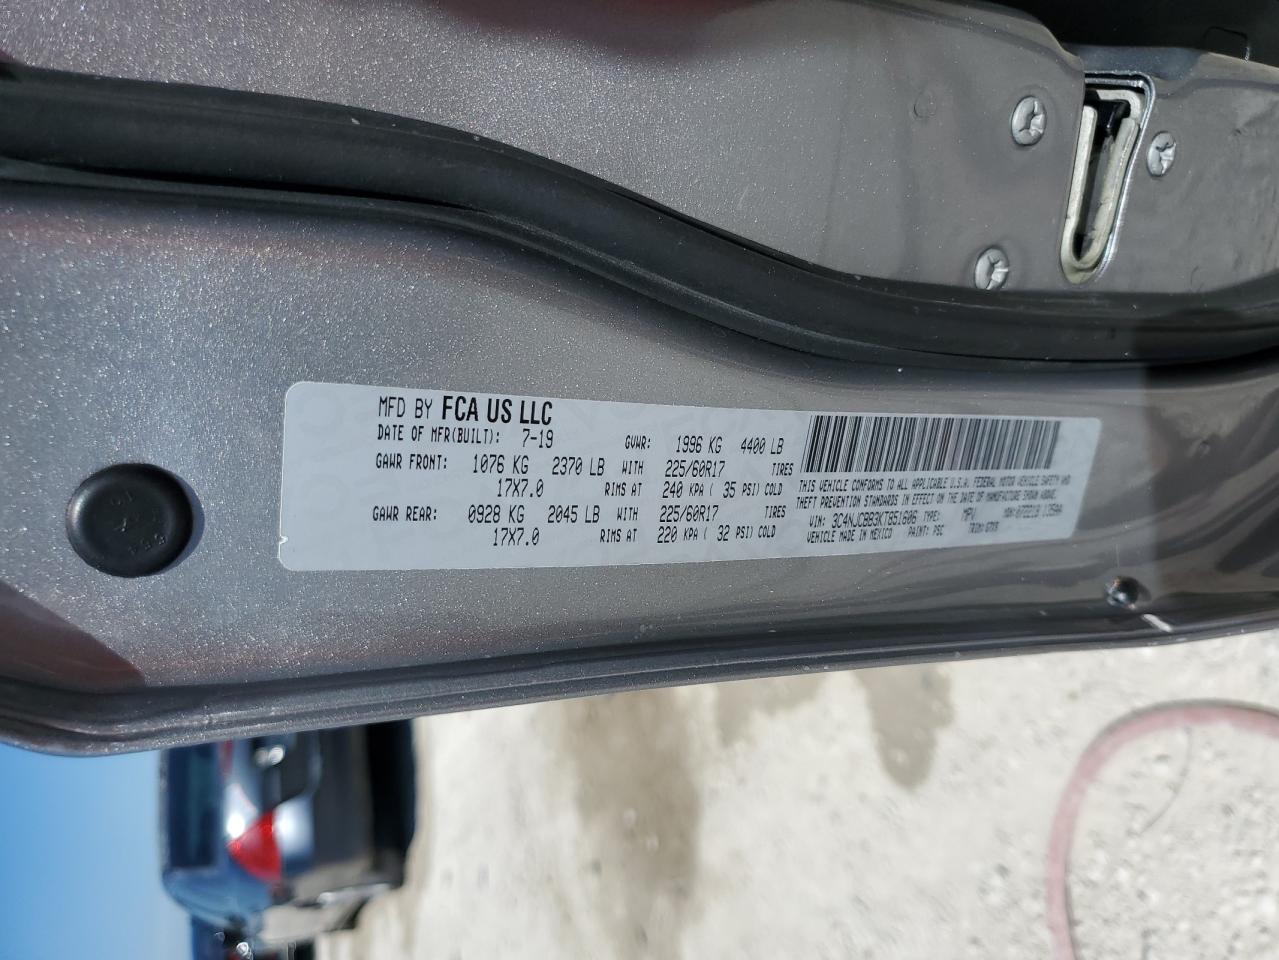 MFD BY FCA US LLC
DATE OF MFR(BUILT): 7-19 GVWR: 1996 KG 4400 LB
GAWR FRONT: 1076 KG 2370 LB WITH 225/60R17 TIRES
17X7.0 RIMS AT 240 KPA ( 35 PSI) COLD
GAWR REAR: 0928 KG 2045 LB WITH 225/60R17 TIRES
17X7.0 RIMS AT 220 KPA ( 32 PSI) COLD
THIS VEHICLE CONFORMS TO ALL APPLICABLE U.S.A. FEDERAL MOTOR VEHICLE SAFETY AND
THEFT PREVENTION STANDARDS IN EFFECT ON THE DATE OF MANUFACTURE SHOWN ABOVE.
VIN: 3C4NJCBB3KT851606 TYPE: MPV MDH:
VEHICLE MADE IN MEXICO PAINT: PSC TRIM: